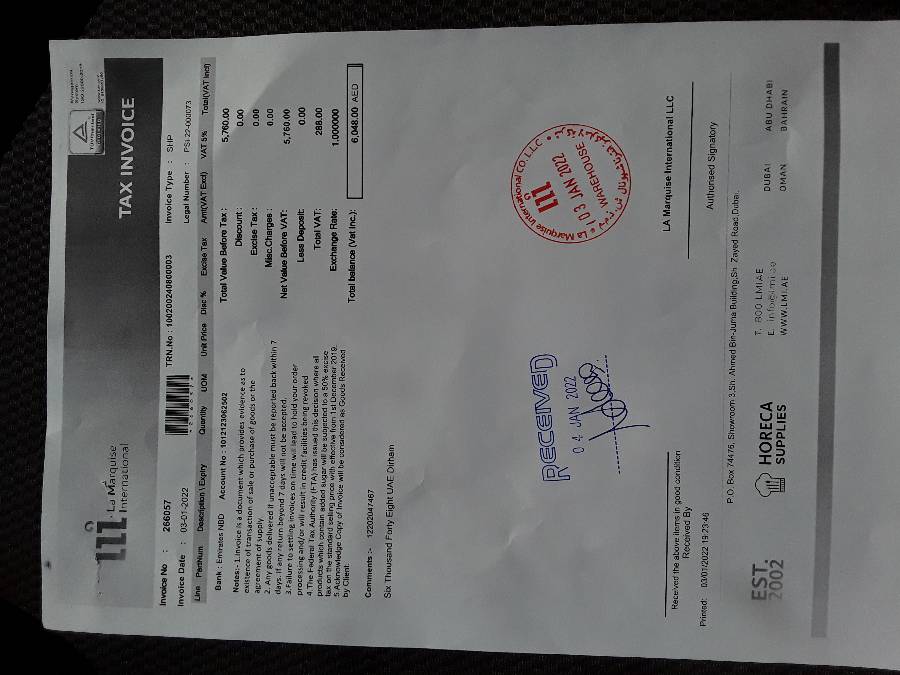 La Marquise
International
TAX INVOICE
Invoice No : 266057
TRN.No : 100200240800003
Invoice Type : SHP
Invoice Date : 03-01-2022
Legal Number : PSI-22-000073
Line PartNum Description \ Expiry Quantity UOM Unit Price Disc % Excise Tax Amt(VAT Excl) VAT 5% Total(VAT Incl)
Bank : Emirates NBD Account No : 1012123062502
Total Value Before Tax : 5,760.00
Notes:- 1.Invoice is a document which provides evidence as to
existence of transaction of sale or purchase of goods or the
agreement of supply.
2. Any goods delivered if unacceptable must be reported back within 7
days. If any return beyond 7 days will not be accepted.
3.Failure to settling invoices on time will lead to hold your order
processing and/or will result in credit facilities being revoked
4.The Federal Tax Authority (FTA) has issued this decision where all
products which contain added sugar will be subjected to a 50% excise
tax on the standard selling price with effective from 1st December 2019.
5.Acknowledge Copy of Invoice will be considered as Goods Received
by Client.
Discount : 0.00
Excise Tax : 0.00
Misc.Charges : 0.00
Net Value Before VAT: 5,760.00
Less Deposit: 0.00
Total VAT: 288.00
Exchange Rate: 1.000000
Total balance (Vat Inc.): 6,048.00 AED
Comments :- 12202047467
Six Thousand Forty Eight UAE Dirham
RECEIVED
04 JAN 2022
La Marquise International CO. L.L.C
03 JAN 2022
WAREHOUSE
LA Marquise International LLC
Received the above items in good condition
Received By
Authorised Signatory
Printed: 03/01/2022 19:23:46
P.O. Box 74476, Showroom 3,Sh. Ahmed Bin-Juma Building,Sh. Zayed Road,Dubai.
EST.
2002
HORECA
SUPPLIES
T. 800 LMI.AE
E. info@lmi.ae
WWW.LMI.AE
DUBAI ABU DHABI
OMAN BAHRAIN